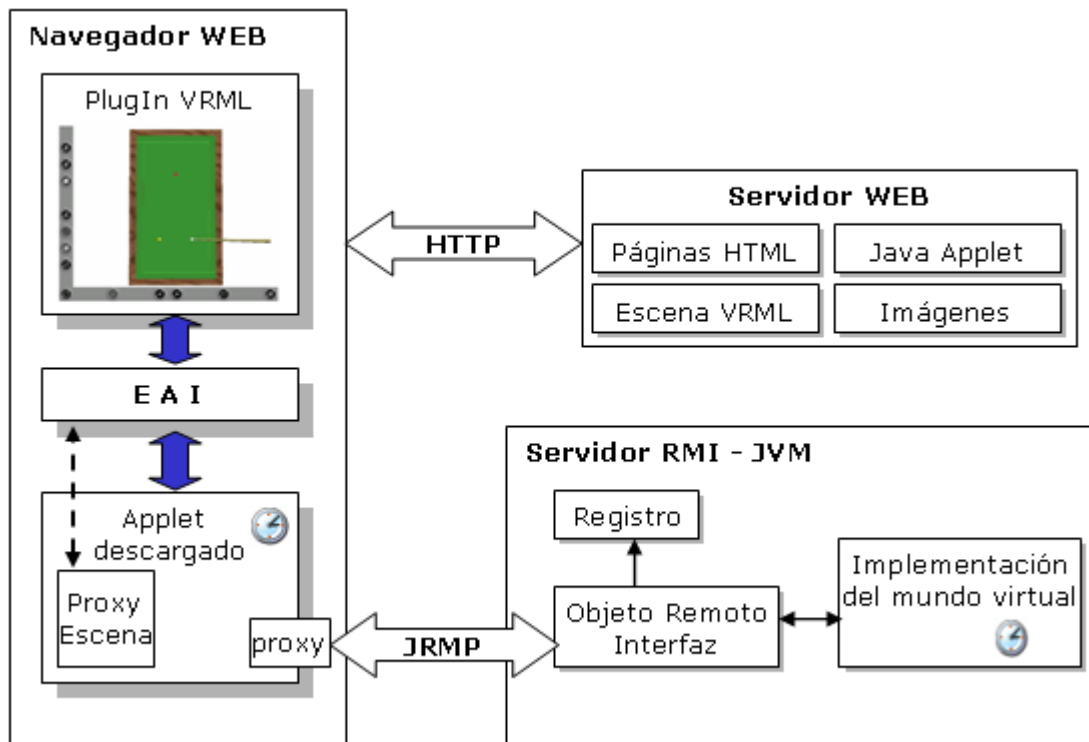 Navegador WEB
PlugIn VRML
E A I
Applet
descargado
Proxy
Escena
proxy
HTTP
JRMP
Servidor WEB
Páginas HTML
Java Applet
Escena VRML
Imágenes
Servidor RMI - JVM
Registro
Objeto Remoto
Interfaz
Implementación
del mundo virtual